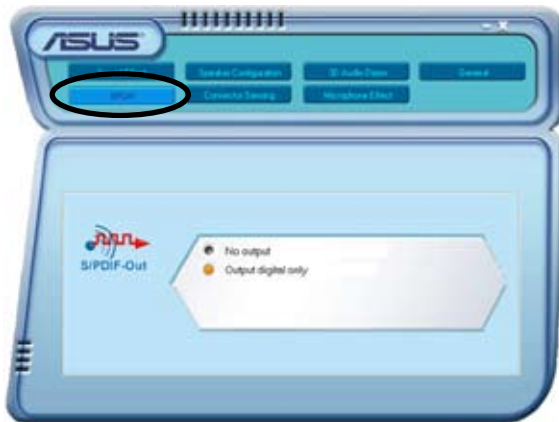 ASUS
Speaker Configuration 3D Audio Demo General
SPDIF Connector Sensing Microphone Effect
No output
S/PDIF-Out
Output digital only